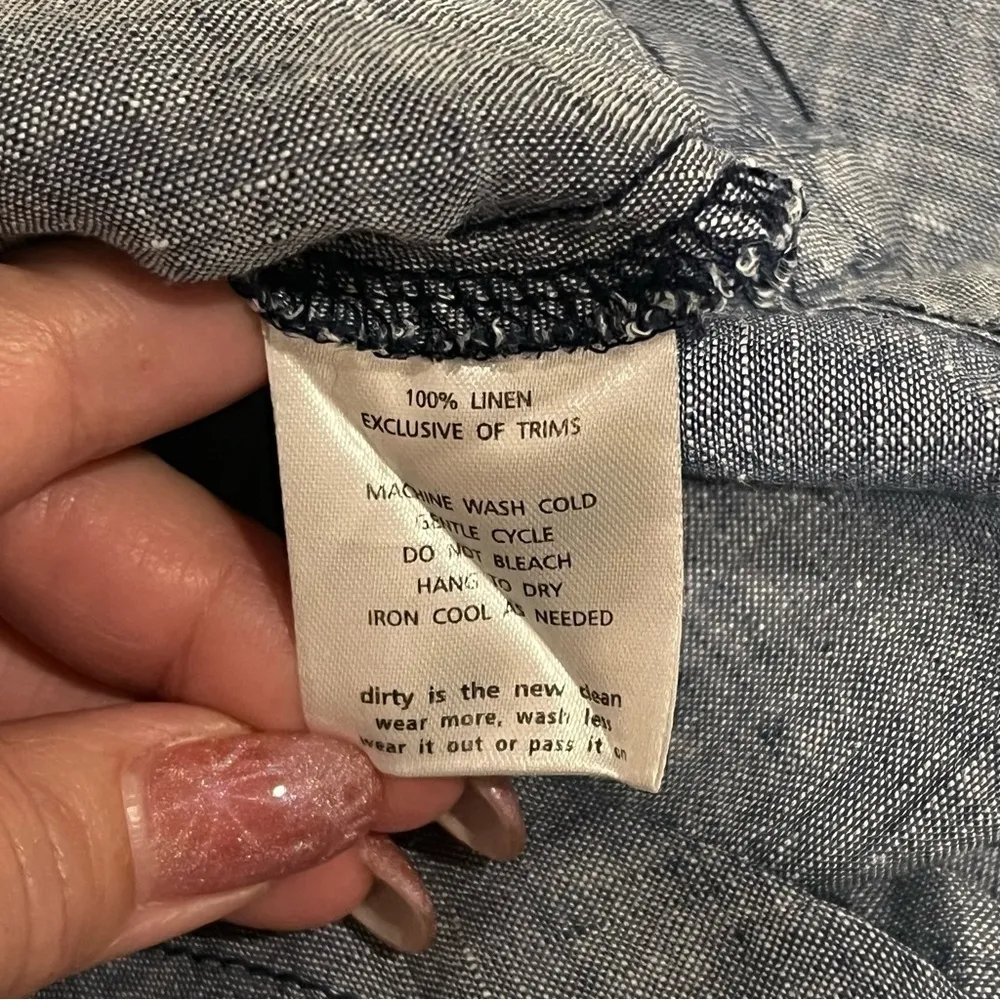 100% LINEN
EXCLUSIVE OF TRIMS
MACHINE WASH COLD
GENTLE CYCLE
DO NOT BLEACH
HANG TO DRY
IRON COOL AS NEEDED
dirty is the new clean
wear more, wash less
wear it out or pass it on